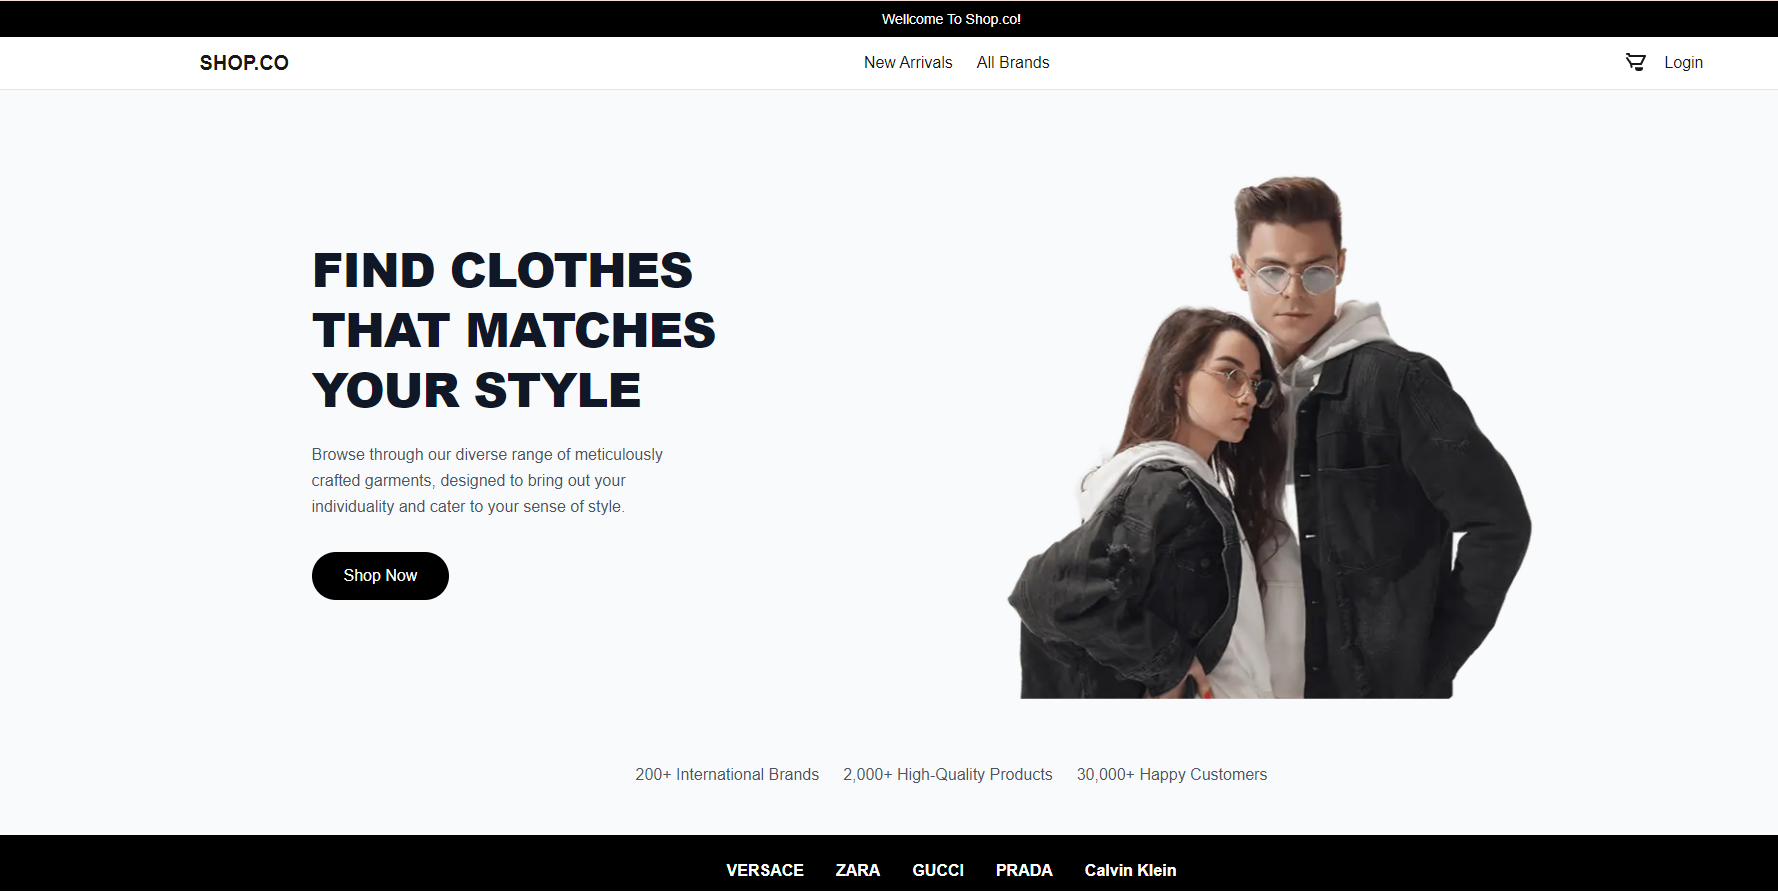 Wellcome To Shop.co!
SHOP.CO New Arrivals All Brands Login
FIND CLOTHES
THAT MATCHES
YOUR STYLE
Browse through our diverse range of meticulously
crafted garments, designed to bring out your
individuality and cater to your sense of style.
Shop Now
200+ International Brands 2,000+ High-Quality Products 30,000+ Happy Customers
VERSACE ZARA GUCCI PRADA Calvin Klein